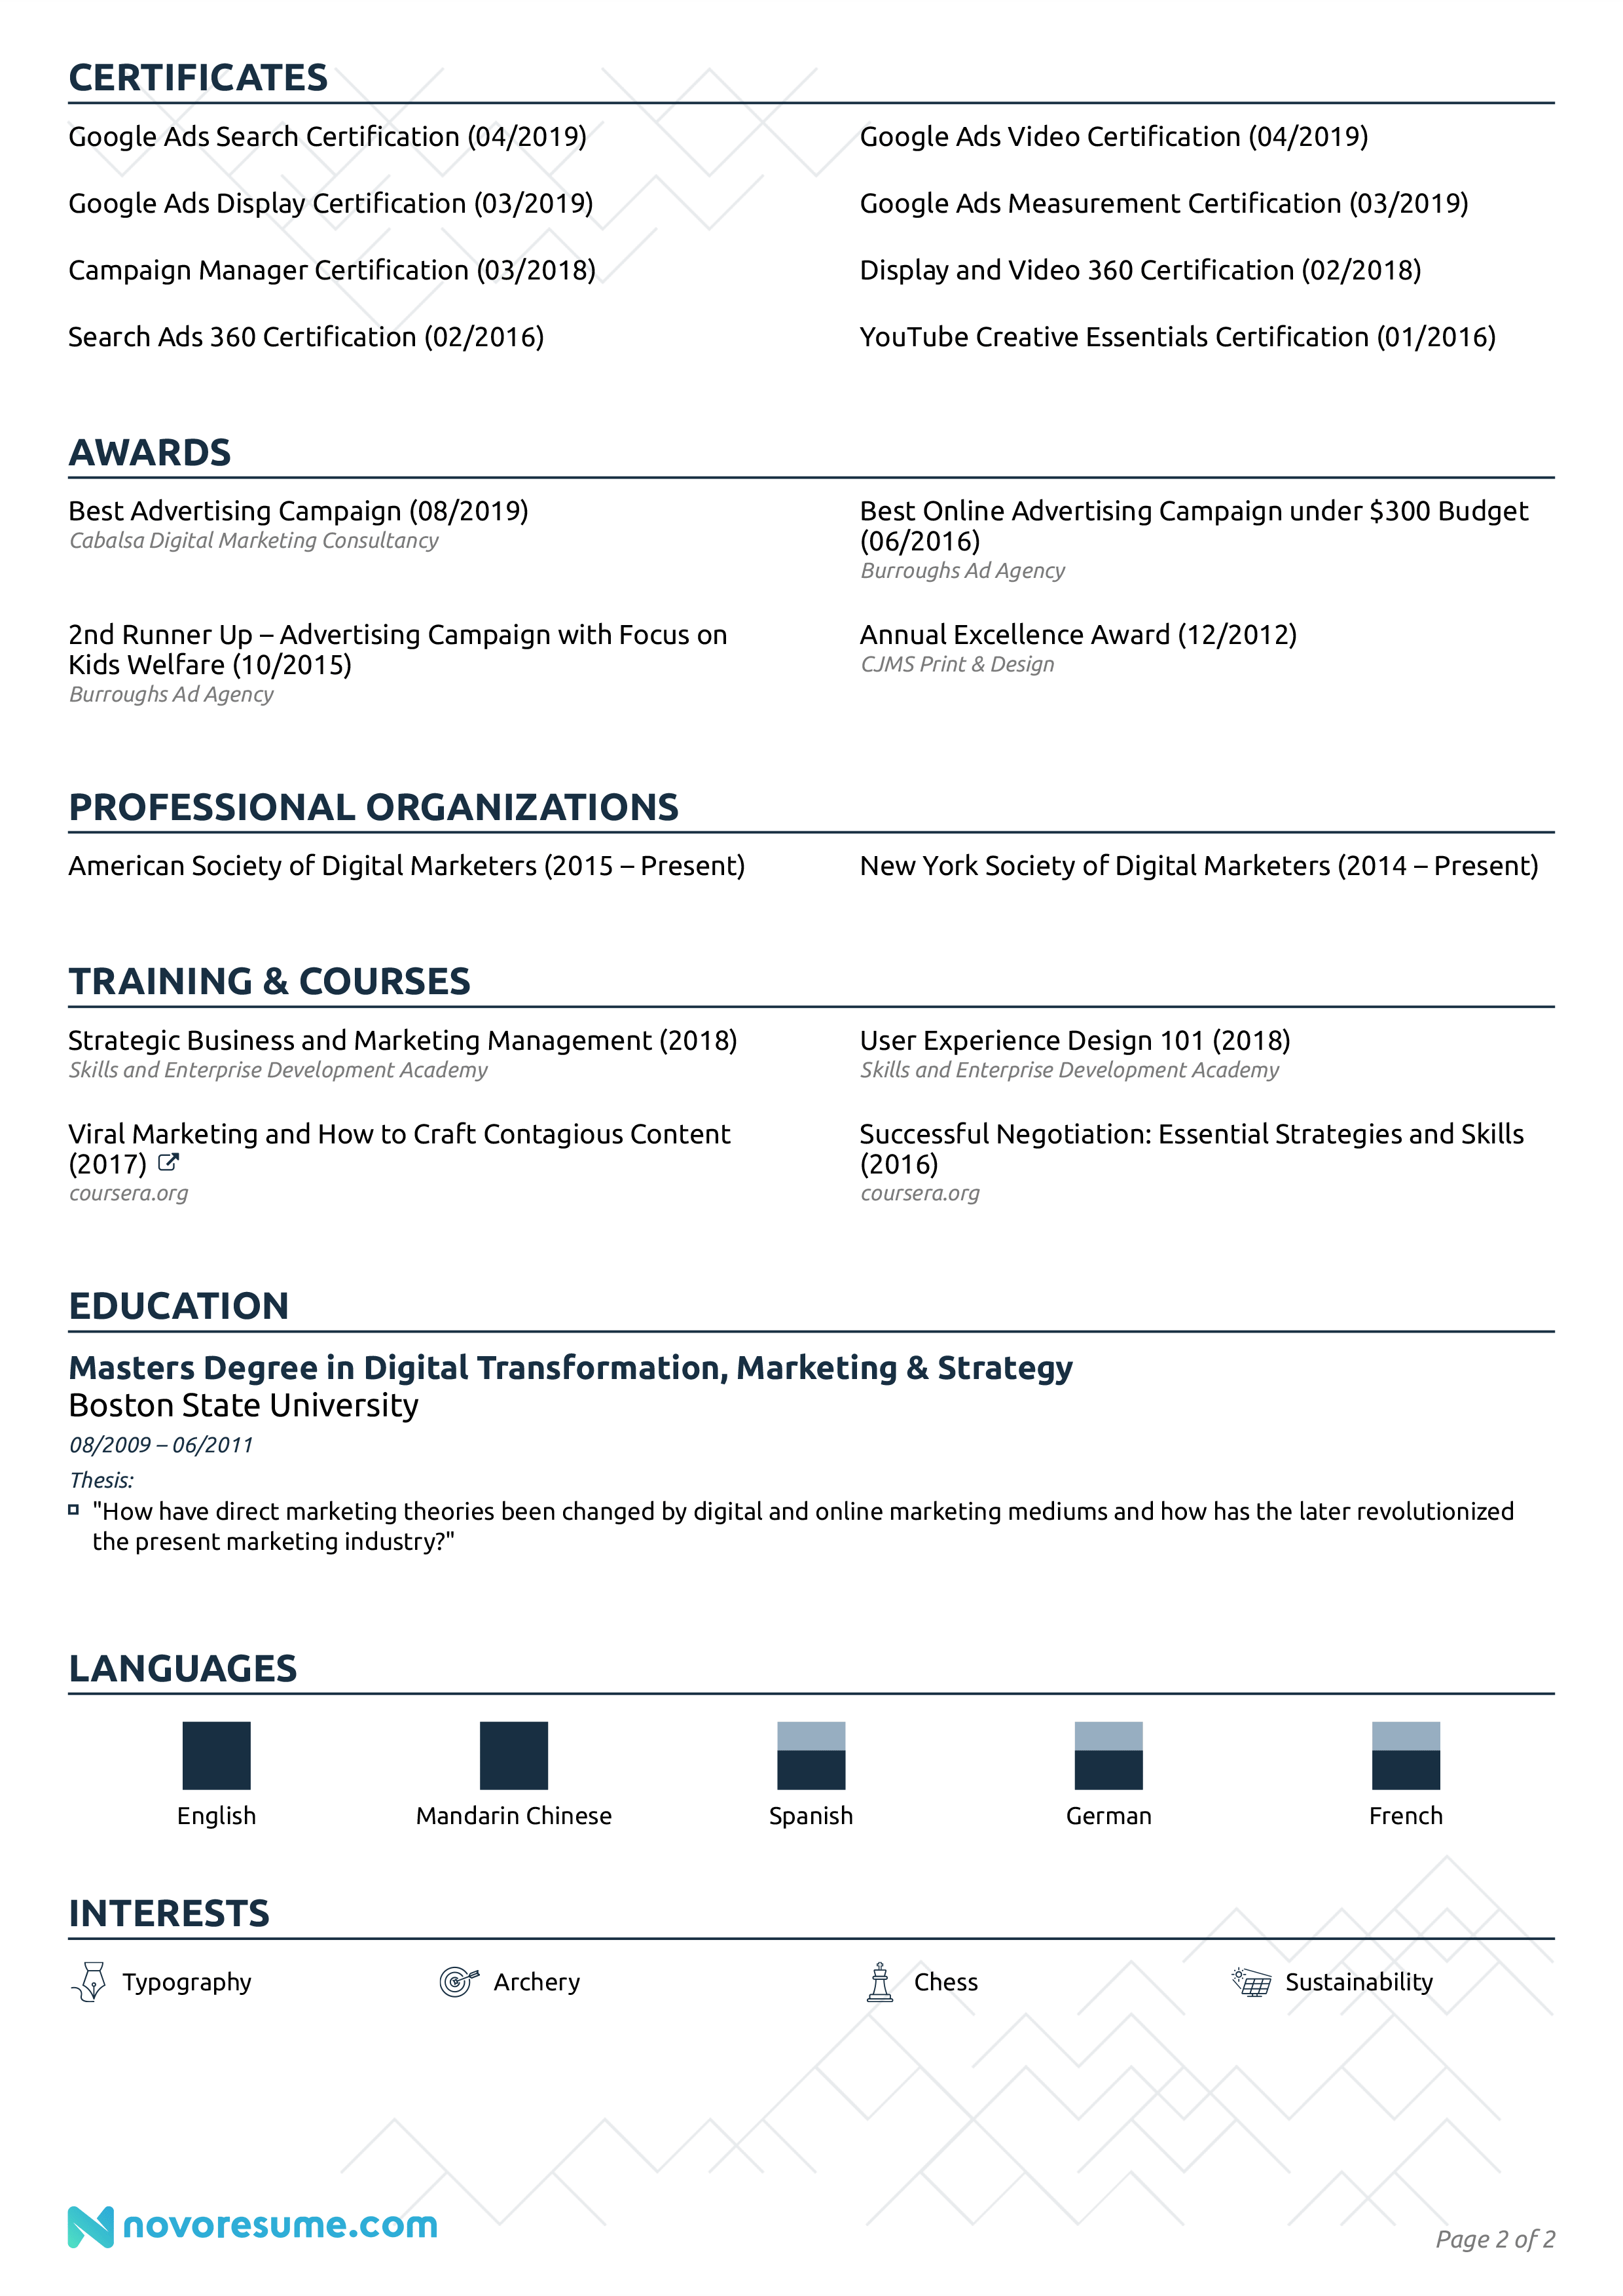 CERTIFICATES
Google Ads Search Certification (04/2019)
Google Ads Video Certification (04/2019)
Google Ads Display Certification (03/2019)
Google Ads Measurement Certification (03/2019)
Campaign Manager Certification (03/2018)
Display and Video 360 Certification (02/2018)
Search Ads 360 Certification (02/2016)
YouTube Creative Essentials Certification (01/2016)
AWARDS
Best Advertising Campaign (08/2019)
Cabalsa Digital Marketing Consultancy
Best Online Advertising Campaign under $300 Budget
(06/2016)
Burroughs Ad Agency
2nd Runner Up – Advertising Campaign with Focus on
Kids Welfare (10/2015)
Burroughs Ad Agency
Annual Excellence Award (12/2012)
CJMS Print & Design
PROFESSIONAL ORGANIZATIONS
American Society of Digital Marketers (2015 – Present)
New York Society of Digital Marketers (2014 – Present)
TRAINING & COURSES
Strategic Business and Marketing Management (2018)
Skills and Enterprise Development Academy
User Experience Design 101 (2018)
Skills and Enterprise Development Academy
Viral Marketing and How to Craft Contagious Content
(2017)
coursera.org
Successful Negotiation: Essential Strategies and Skills
(2016)
coursera.org
EDUCATION
Masters Degree in Digital Transformation, Marketing & Strategy
Boston State University
08/2009 – 06/2011
Thesis:
"How have direct marketing theories been changed by digital and online marketing mediums and how has the later revolutionized
the present marketing industry?"
LANGUAGES
English
Mandarin Chinese
Spanish
German
French
INTERESTS
Typography
Archery
Chess
Sustainability
novoresume.com
Page 2 of 2